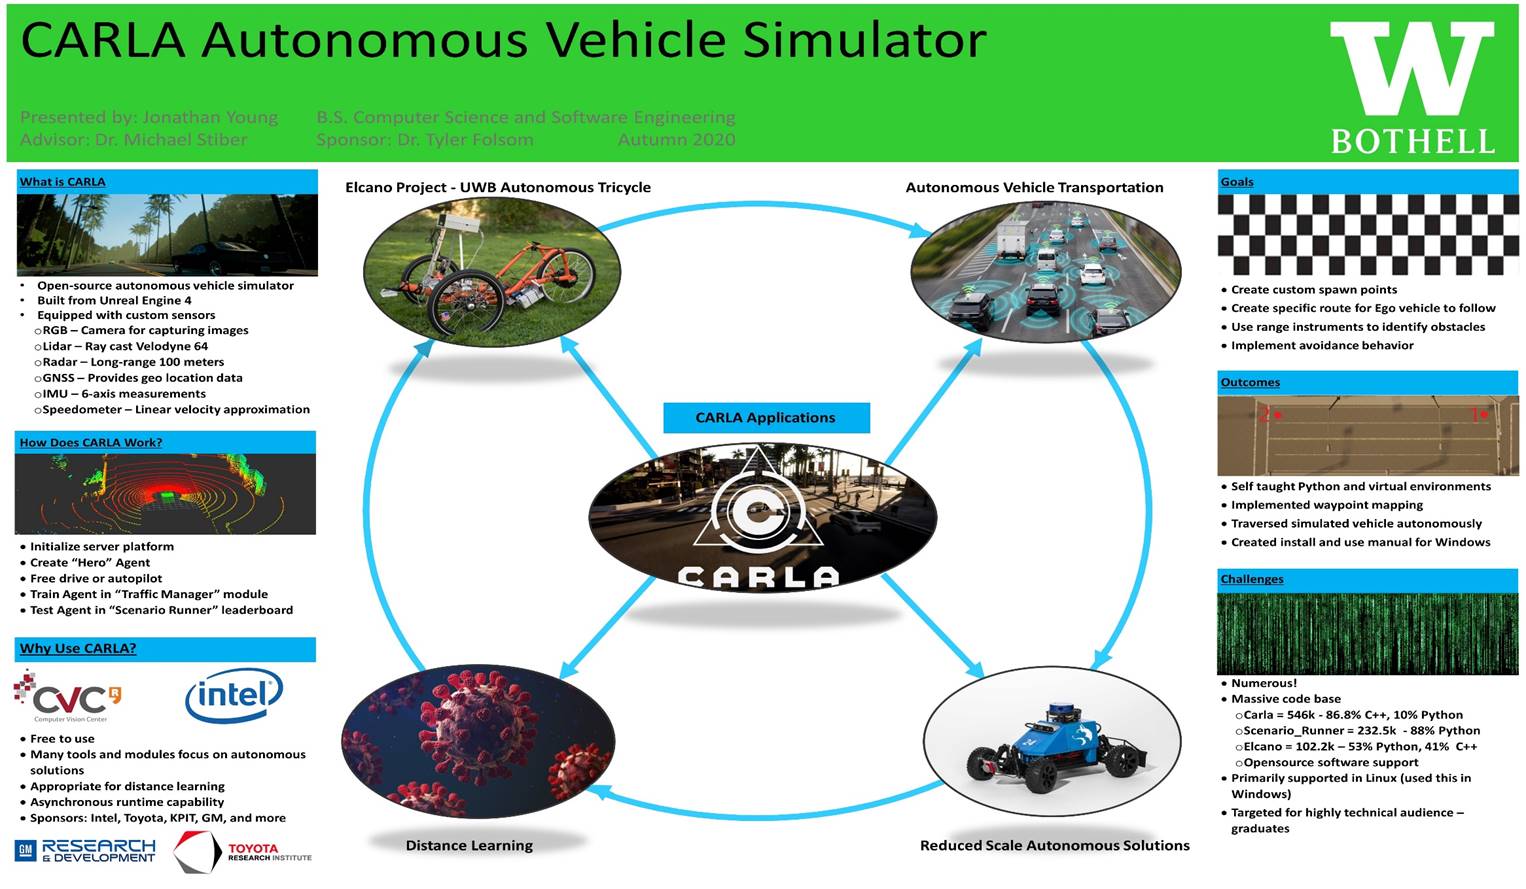 CARLA Autonomous Vehicle Simulator
Presented by: Jonathan Young B.S. Computer Science and Software Engineering
Advisor: Dr. Michael Stiber Sponsor: Dr. Tyler Folsom Autumn 2020
W
BOTHELL
What is CARLA
• Open-source autonomous vehicle simulator
• Built from Unreal Engine 4
• Equipped with custom sensors
oRGB – Camera for capturing images
oLidar – Ray cast Velodyne 64
oRadar – Long-range 100 meters
oGNSS – Provides geo location data
oIMU – 6-axis measurements
oSpeedometer – Linear velocity approximation
How Does CARLA Work?
• Initialize server platform
• Create “Hero” Agent
• Free drive or autopilot
• Train Agent in “Traffic Manager” module
• Test Agent in “Scenario Runner” leaderboard
Why Use CARLA?
CVC
Computer Vision Center
intel
• Free to use
• Many tools and modules focus on autonomous
solutions
• Appropriate for distance learning
• Asynchronous runtime capability
• Sponsors: Intel, Toyota, KPIT, GM, and more
GM RESEARCH
& DEVELOPMENT
TOYOTA
RESEARCH INSTITUTE
Elcano Project - UWB Autonomous Tricycle
Autonomous Vehicle Transportation
CARLA Applications
CARLA
24
Distance Learning
Reduced Scale Autonomous Solutions
Goals
• Create custom spawn points
• Create specific route for Ego vehicle to follow
• Use range instruments to identify obstacles
• Implement avoidance behavior
Outcomes
2 1
• Self taught Python and virtual environments
• Implemented waypoint mapping
• Traversed simulated vehicle autonomously
• Created install and use manual for Windows
Challenges
• Numerous!
• Massive code base
oCarla = 546k - 86.8% C++, 10% Python
oScenario_Runner = 232.5k - 88% Python
oElcano = 102.2k – 53% Python, 41% C++
oOpensource software support
• Primarily supported in Linux (used this in
Windows)
• Targeted for highly technical audience –
graduates